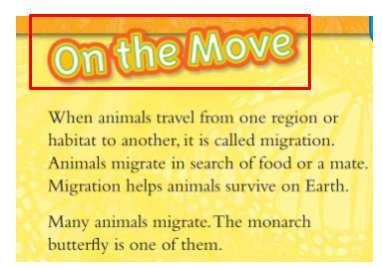 On the Move
When animals travel from one region or
habitat to another, it is called migration.
Animals migrate in search of food or a mate.
Migration helps animals survive on Earth.
Many animals migrate. The monarch
butterfly is one of them.